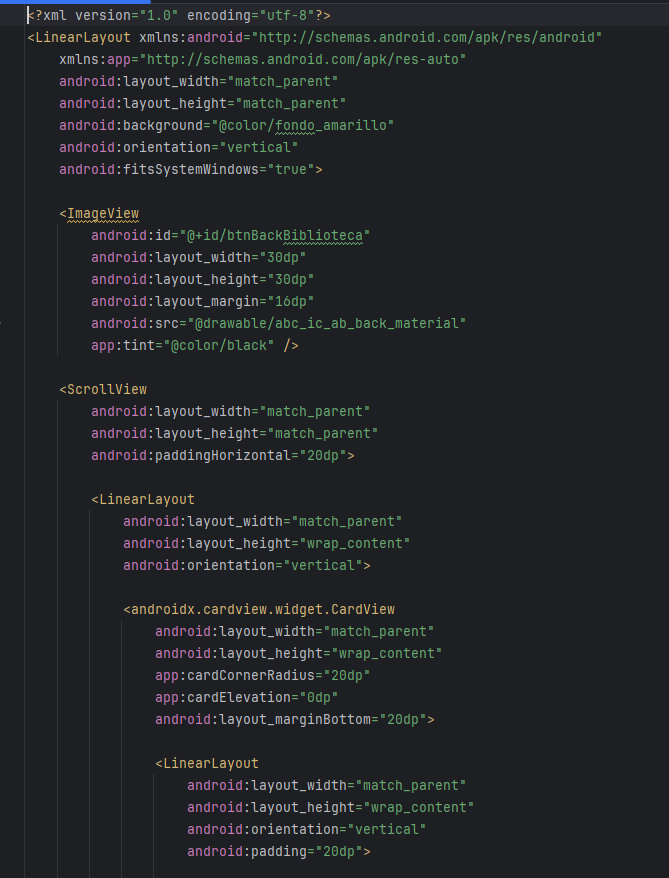 <?xml version="1.0" encoding="utf-8"?>
<LinearLayout xmlns:android="http://schemas.android.com/apk/res/android"
    xmlns:app="http://schemas.android.com/apk/res-auto"
    android:layout_width="match_parent"
    android:layout_height="match_parent"
    android:background="@color/fondo_amarillo"
    android:orientation="vertical"
    android:fitsSystemWindows="true">

    <ImageView
        android:id="@+id/btnBackBiblioteca"
        android:layout_width="30dp"
        android:layout_height="30dp"
        android:layout_margin="16dp"
        android:src="@drawable/abc_ic_ab_back_material"
        app:tint="@color/black" />

    <ScrollView
        android:layout_width="match_parent"
        android:layout_height="match_parent"
        android:paddingHorizontal="20dp">

        <LinearLayout
            android:layout_width="match_parent"
            android:layout_height="wrap_content"
            android:orientation="vertical">

            <androidx.cardview.widget.CardView
                android:layout_width="match_parent"
                android:layout_height="wrap_content"
                app:cardCornerRadius="20dp"
                app:cardElevation="0dp"
                android:layout_marginBottom="20dp">

                <LinearLayout
                    android:layout_width="match_parent"
                    android:layout_height="wrap_content"
                    android:orientation="vertical"
                    android:padding="20dp">